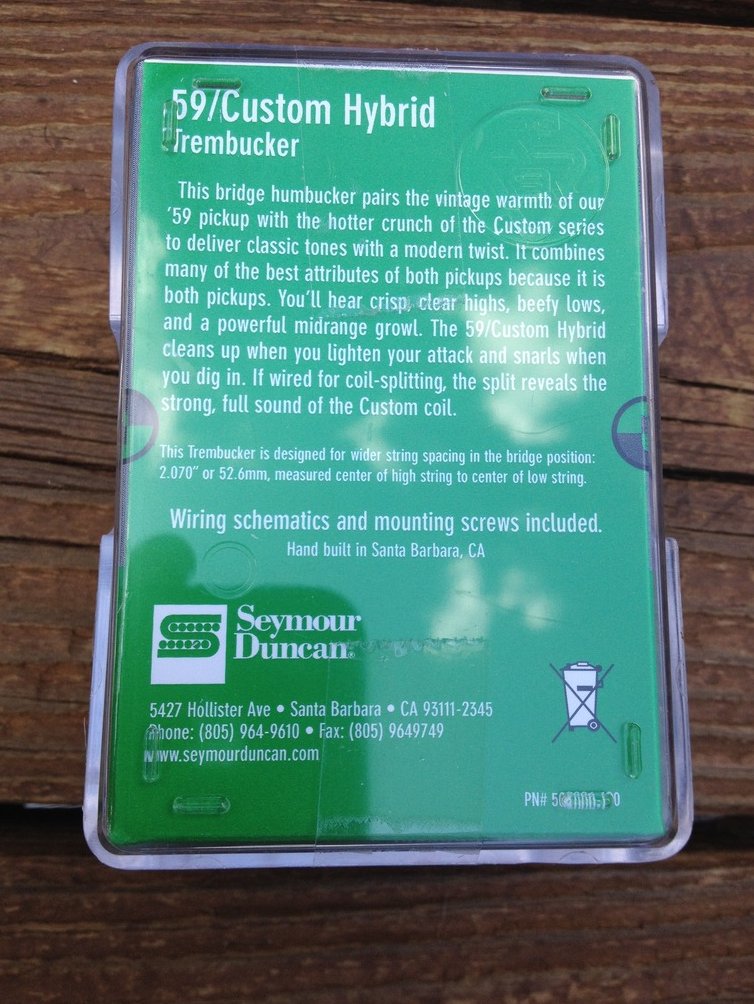 59/Custom Hybrid
Trembucker
This bridge humbucker pairs the vintage warmth of our
'59 pickup with the hotter crunch of the Custom series
to deliver classic tones with a modern twist. It combines
many of the best attributes of both pickups because it is
both pickups. You'll hear crisp, clear highs, beefy lows,
and a powerful midrange growl. The 59/Custom Hybrid
cleans up when you lighten your attack and snarls when
you dig in. If wired for coil-splitting, the split reveals the
strong, full sound of the Custom coil.
This Trembucker is designed for wider string spacing in the bridge position:
2.070" or 52.6mm, measured center of high string to center of low string.
Wiring schematics and mounting screws included.
Hand built in Santa Barbara, CA
Seymour
Duncan®
5427 Hollister Ave • Santa Barbara • CA 93111-2345
Phone: (805) 964-9610 • Fax: (805) 9649749
www.seymourduncan.com
PN#